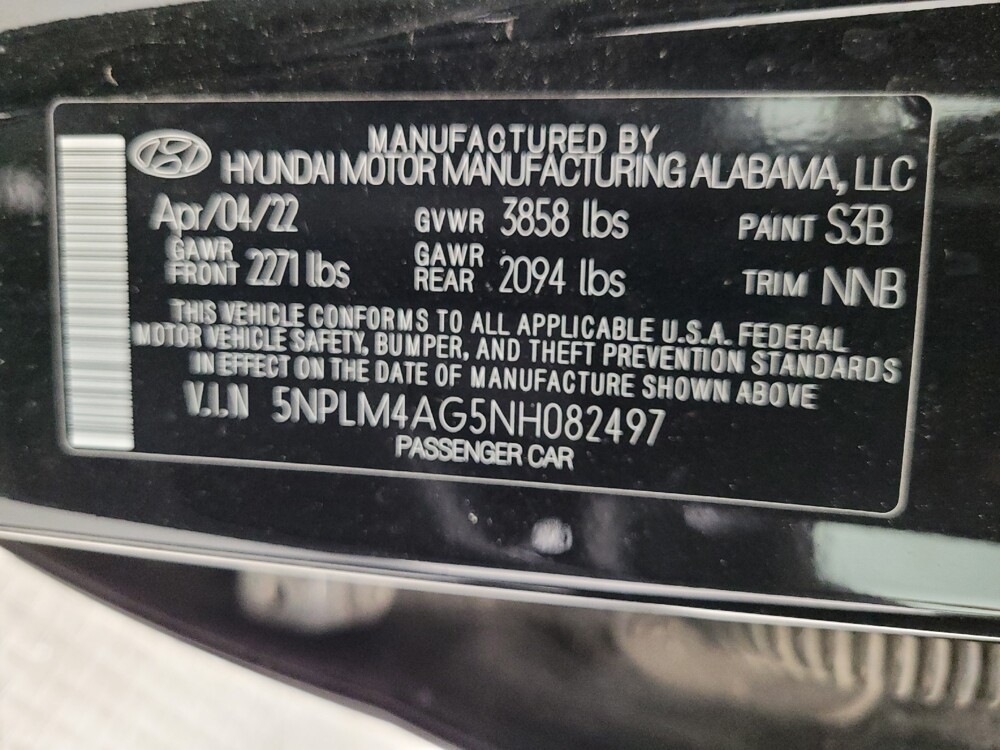 MANUFACTURED BY
HYUNDAI MOTOR MANUFACTURING ALABAMA, LLC
Apr/04/22 GVWR 3858 lbs PAINT S3B
GAWR FRONT 2271 lbs GAWR REAR 2094 lbs TRIM NNB
THIS VEHICLE CONFORMS TO ALL APPLICABLE U.S.A. FEDERAL
MOTOR VEHICLE SAFETY, BUMPER, AND THEFT PREVENTION STANDARDS
IN EFFECT ON THE DATE OF MANUFACTURE SHOWN ABOVE
V.I.N 5NPLM4AG5NH082497
PASSENGER CAR